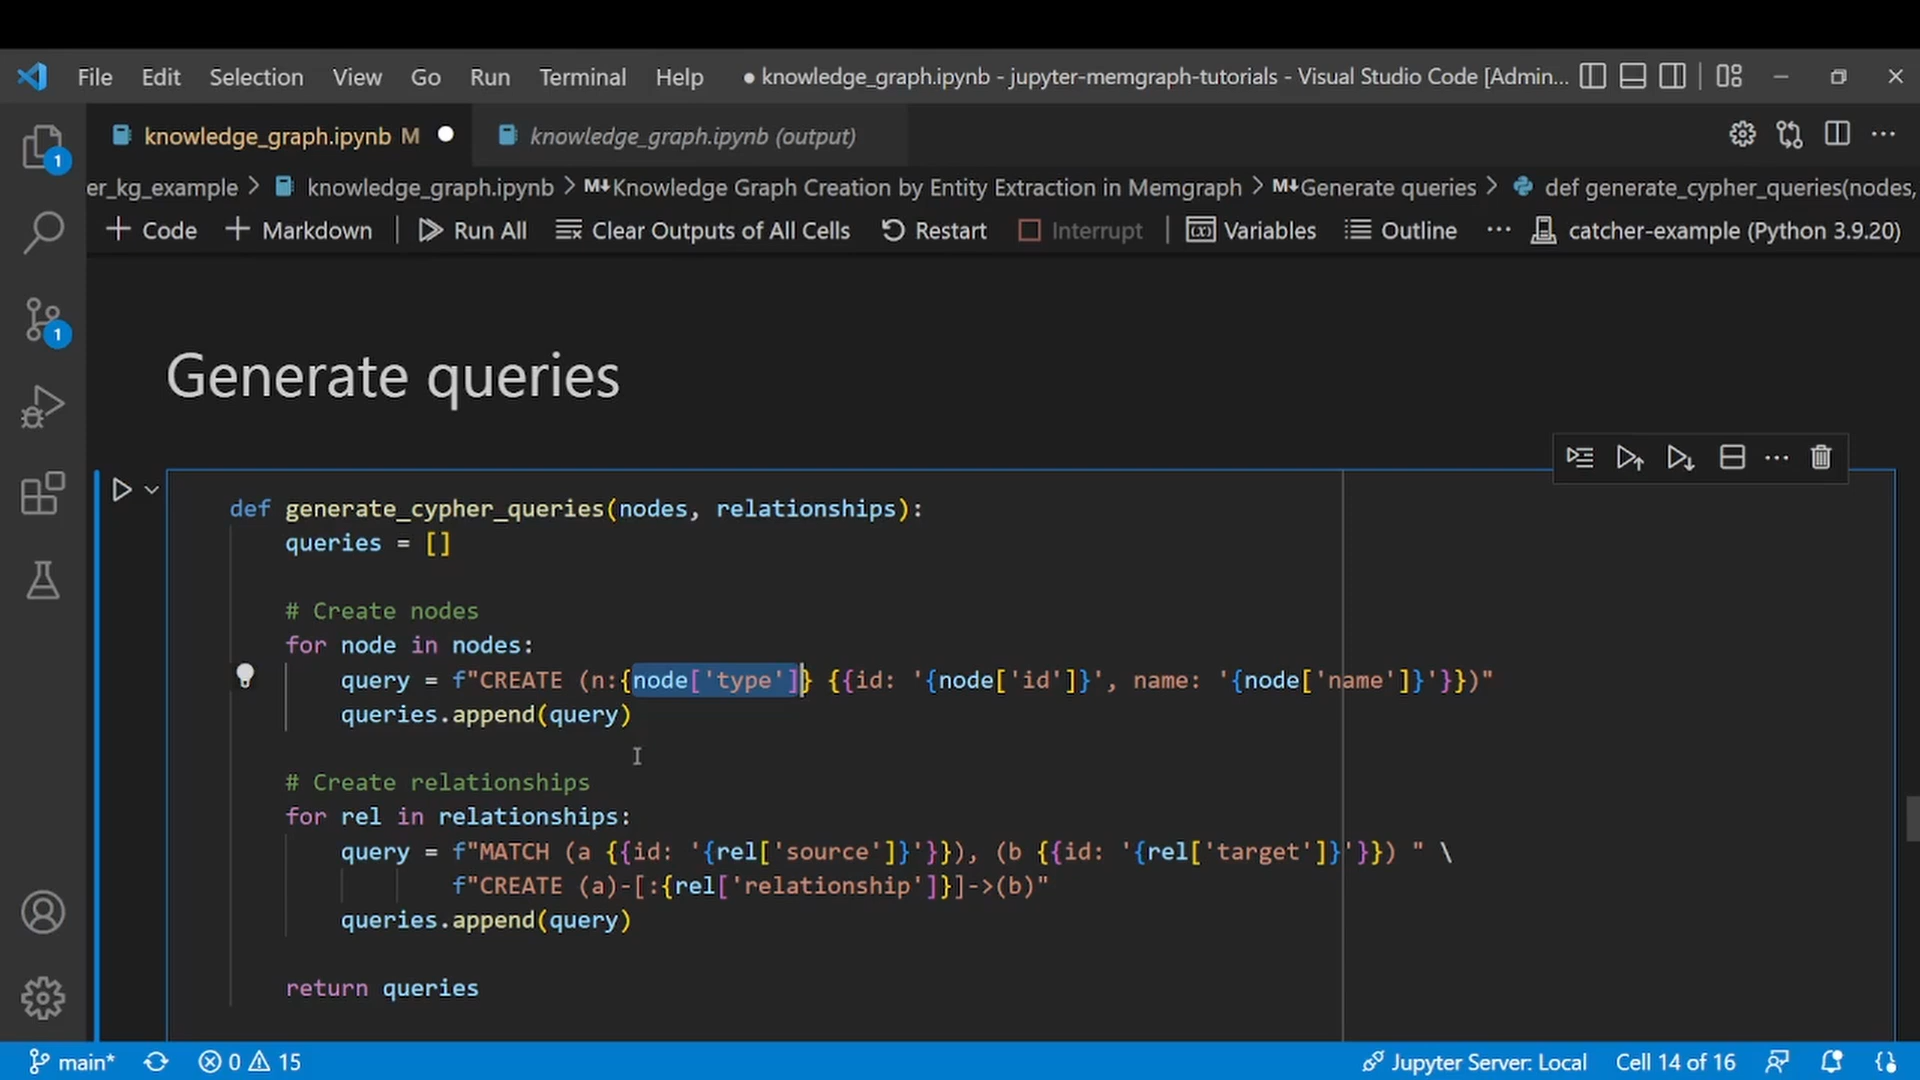 File Edit Selection View Go Run Terminal Help ● knowledge_graph.ipynb - jupyter-memgraph-tutorials - Visual Studio Code [Admin...
knowledge_graph.ipynb M knowledge_graph.ipynb (output)
er_kg_example > knowledge_graph.ipynb > M↓Knowledge Graph Creation by Entity Extraction in Memgraph > M↓Generate queries > def generate_cypher_queries(nodes,
+ Code + Markdown | Run All Clear Outputs of All Cells Restart Interrupt | Variables Outline ... catcher-example (Python 3.9.20)
1
1
Generate queries
def generate_cypher_queries(nodes, relationships):
queries = []
# Create nodes
for node in nodes:
query = f"CREATE (n:{node['type']} {{id: '{node['id']}', name: '{node['name']}'}})"
queries.append(query)
# Create relationships
for rel in relationships:
query = f"MATCH (a {{id: '{rel['source']}'}}), (b {{id: '{rel['target']}'}}) " \
f"CREATE (a)-[:{rel['relationship']}]->(b)"
queries.append(query)
return queries
main* 0 15 Jupyter Server: Local Cell 14 of 16